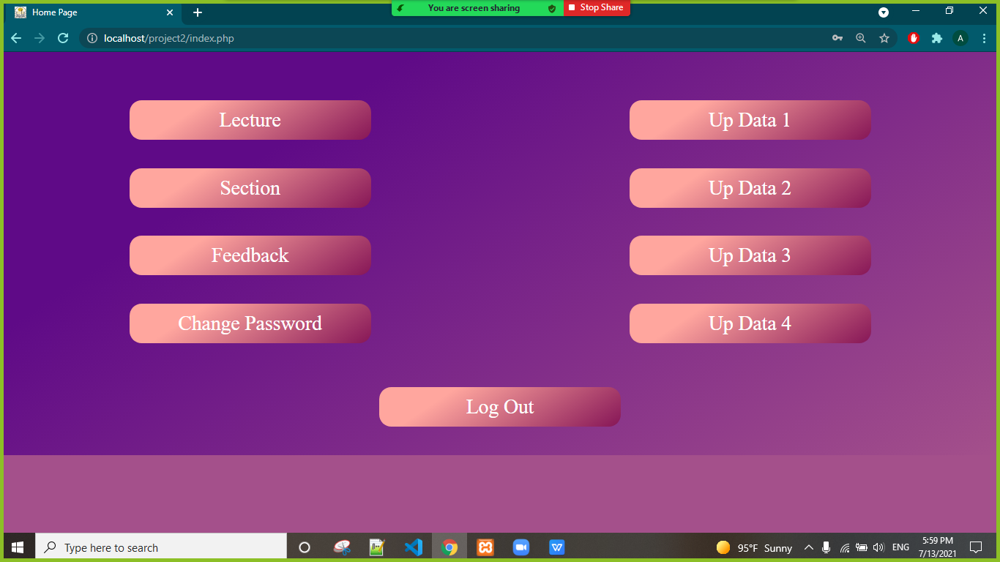 Home Page
You are screen sharing
Stop Share
localhost/project2/index.php
A
Lecture
Up Data 1
Section
Up Data 2
Feedback
Up Data 3
Change Password
Up Data 4
Log Out
Type here to search
95°F Sunny
ENG
5:59 PM
7/13/2021